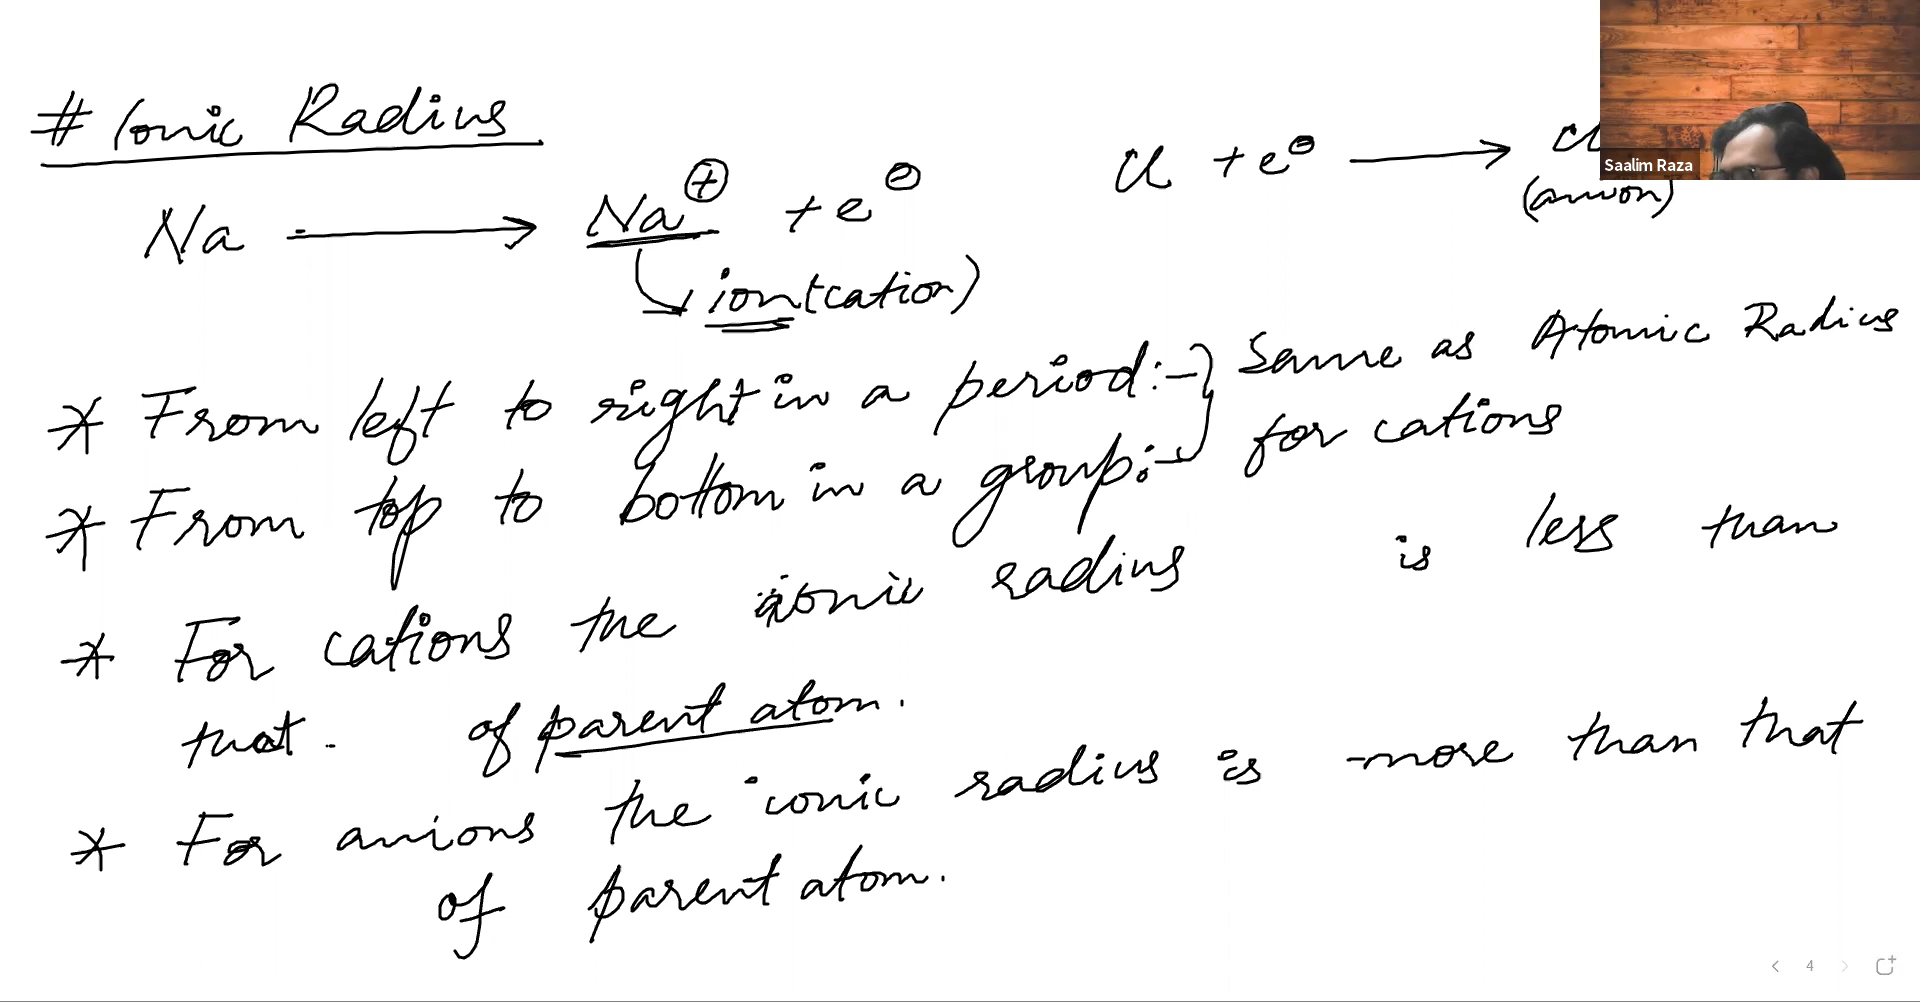 # Ionic Radius
Na → Na⊕ + e⊖
Cl + e⊖ → Cl
Saalim Raza
(anion)
ion (cation)
* From left to right in a period:- } Same as Atomic Radius
* From top to bottom in a group:- } for cations
* For cations the ionic radius is less than
that of parent atom.
* For anions the ionic radius is more than that
of parent atom.
4